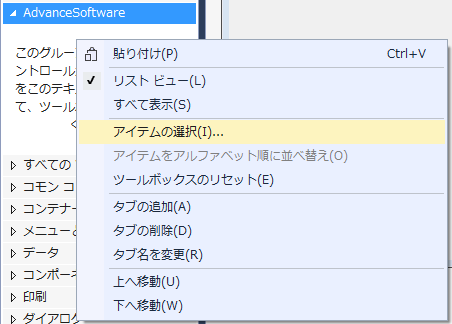 AdvanceSoftware
このグルー
ントロール
をこのテキ
て、ツール
貼り付け(P) Ctrl+V
リスト ビュー(L)
すべて表示(S)
アイテムの選択(I)...
アイテムをアルファベット順に並べ替え(O)
ツールボックスのリセット(E)
タブの追加(A)
タブの削除(D)
タブ名を変更(R)
上へ移動(U)
下へ移動(W)
すべての
コモン コ
コンテナー
メニューと
データ
コンポーネ
印刷
ダイアログ